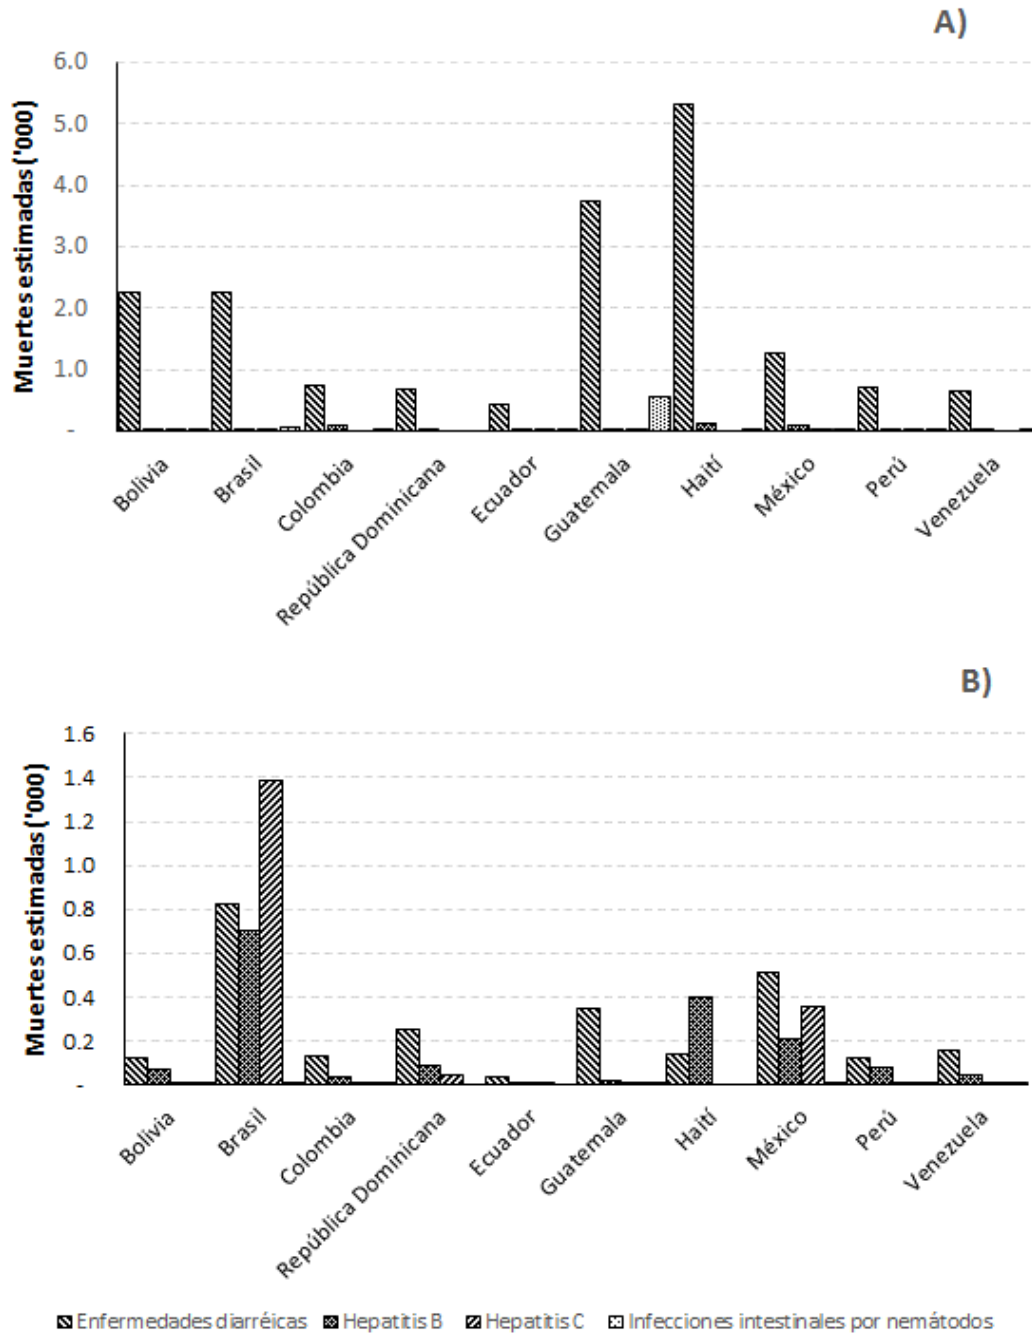 A)
Muertes estimadas ('000)
6.0
5.0
4.0
3.0
2.0
1.0
-
Bolivia
Brasil
Colombia
República Dominicana
Ecuador
Guatemala
Haití
México
Perú
Venezuela
B)
Muertes estimadas ('000)
1.6
1.4
1.2
1.0
0.8
0.6
0.4
0.2
-
Bolivia
Brasil
Colombia
República Dominicana
Ecuador
Guatemala
Haití
México
Perú
Venezuela
Enfermedades diarréicas Hepatitis B Hepatitis C Infecciones intestinales por nemátodos